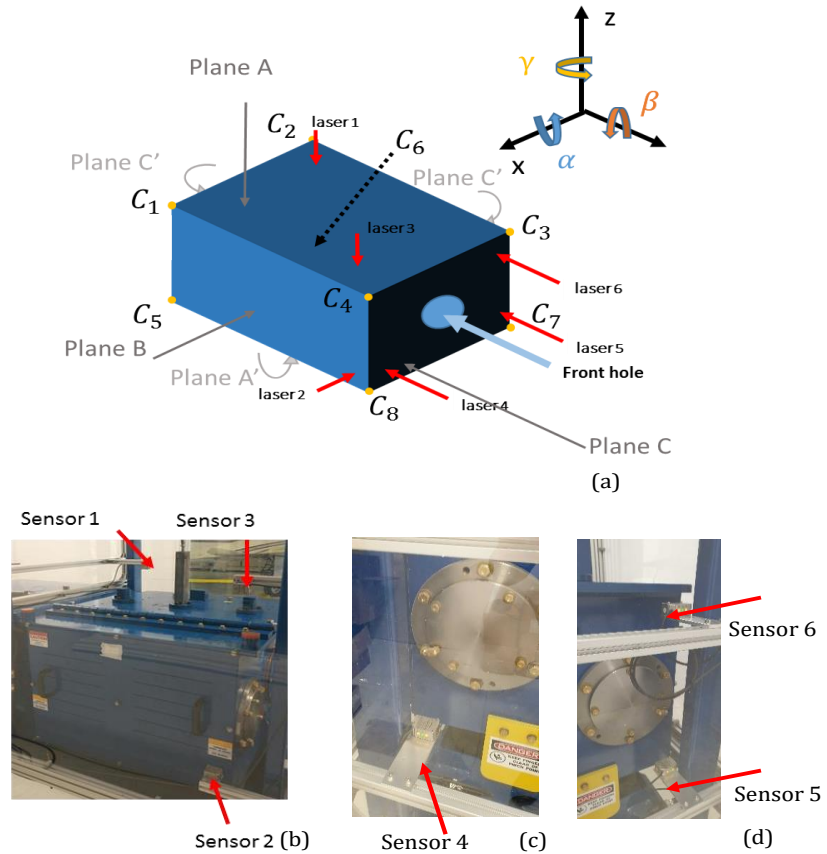 z
γ
β
x
α
Plane A
C2
laser 1
C6
Plane C'
Plane C'
C1
laser 3
C3
C4
laser 6
C5
C7
Plane B
laser 5
Plane A'
Front hole
laser 2
laser 4
C8
Plane C
(a)
Sensor 1
Sensor 3
Sensor 6
DANGER
DANGER
Sensor 5
Sensor 2
(b)
Sensor 4
(c)
(d)